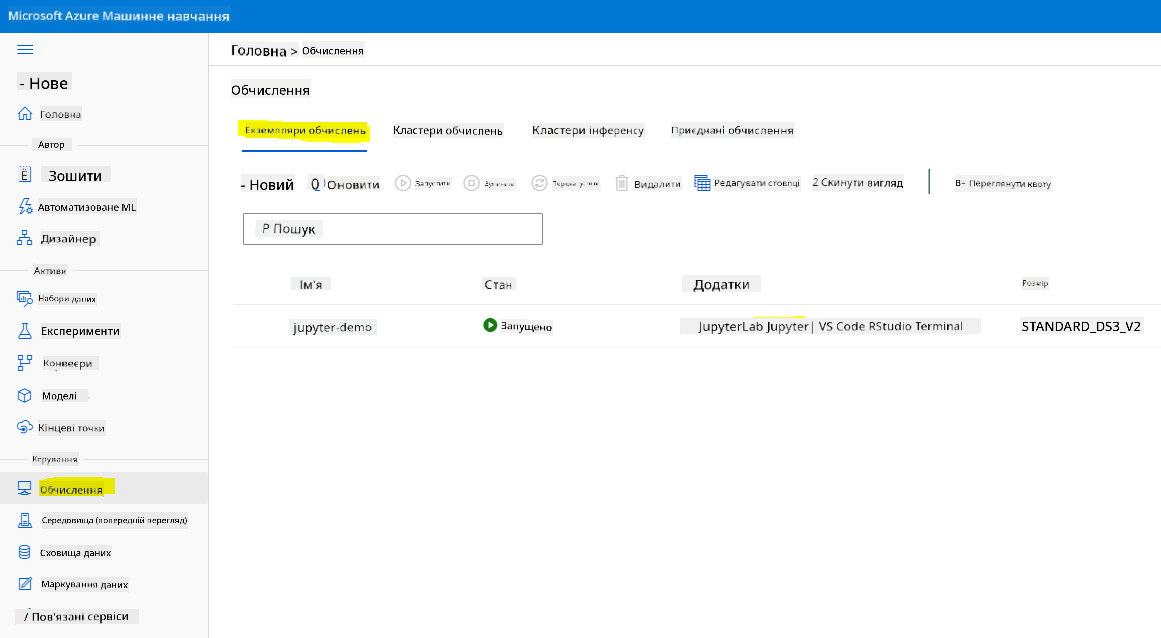 Microsoft Azure Машинне навчання
Головна > Обчислення
- Нове
Головна
Автор
Зошити
Автоматизоване ML
Дизайнер
Активи
Набори даних
Експерименти
Конвеєри
Моделі
Кінцеві точки
Керування
Обчислення
Середовища (попередній перегляд)
Сховища даних
Маркування даних
/ Пов'язані сервіси
Обчислення
Екземпляри обчислень Кластери обчислень Кластери інференсу Приєднані обчислення
- Новий Оновити Запустити Видалити Редагувати стовпці 2 Скинути вигляд 8- Переглянути квоту
P Пошук
Ім'я Стан Додатки Розмір
jupyter-demo Запущено JupyterLab Jupyter| VS Code RStudio Terminal STANDARD_DS3_V2